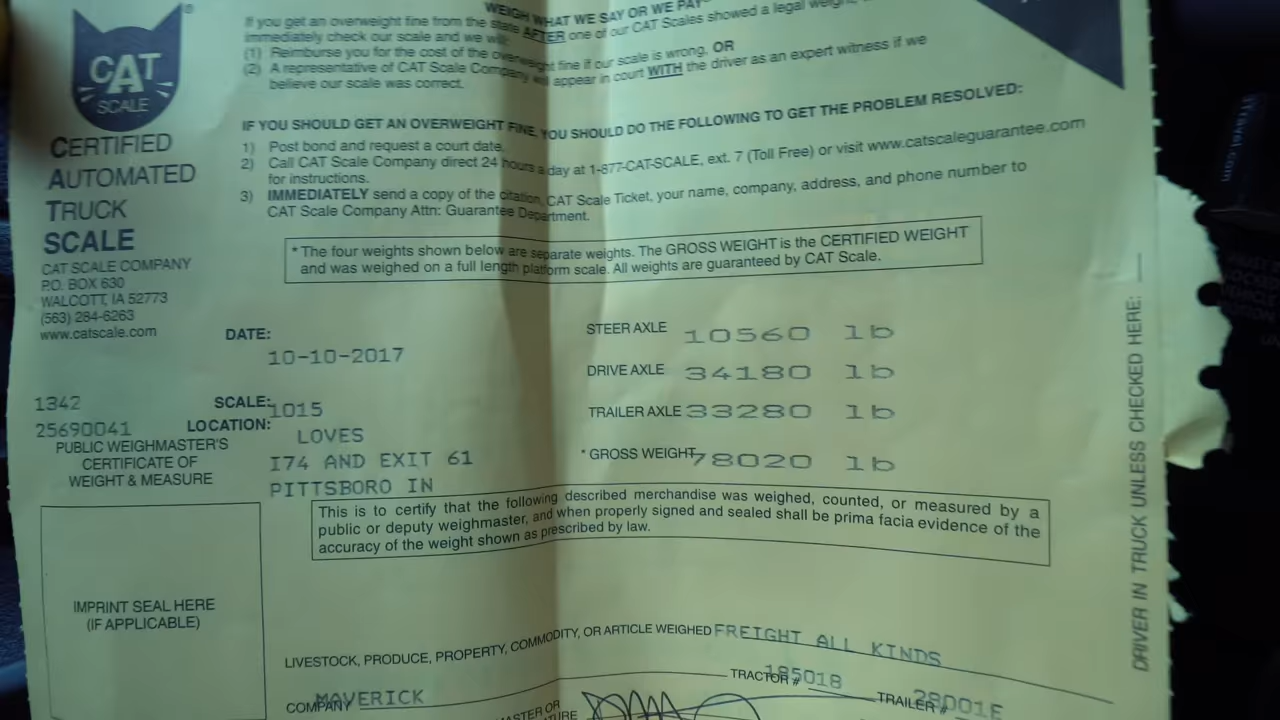 CAT
SCALE
®
CERTIFIED
AUTOMATED
TRUCK
SCALE
CAT SCALE COMPANY
P.O. BOX 630
WALCOTT, IA 52773
(563) 284-6263
www.catscale.com
WEIGH WHAT WE SAY OR WE PAY
If you get an overweight fine from the state AFTER one of our CAT Scales showed a legal weight,
immediately check our scale and we will:
(1) Reimburse you for the cost of the overweight fine if our scale is wrong, OR
(2) A representative of CAT Scale Company will appear in court WITH the driver as an expert witness if we
believe our scale was correct.
IF YOU SHOULD GET AN OVERWEIGHT FINE, YOU SHOULD DO THE FOLLOWING TO GET THE PROBLEM RESOLVED:
1) Post bond and request a court date.
2) Call CAT Scale Company direct 24 hours a day at 1-877-CAT-SCALE, ext. 7 (Toll Free) or visit www.catscaleguarantee.com
for instructions.
3) IMMEDIATELY send a copy of the citation, CAT Scale Ticket, your name, company, address, and phone number to
CAT Scale Company Attn: Guarantee Department.
* The four weights shown below are separate weights. The GROSS WEIGHT is the CERTIFIED WEIGHT
and was weighed on a full length platform scale. All weights are guaranteed by CAT Scale.
DATE:
10-10-2017
STEER AXLE 10560 lb
DRIVE AXLE 34180 lb
TRAILER AXLE 33280 lb
* GROSS WEIGHT 78020 lb
1342
SCALE: 1015
25690041
LOCATION:
LOVES
I74 AND EXIT 61
PITTSBORO IN
PUBLIC WEIGHMASTER'S
CERTIFICATE OF
WEIGHT & MEASURE
This is to certify that the following described merchandise was weighed, counted, or measured by a
public or deputy weighmaster, and when properly signed and sealed shall be prima facia evidence of the
accuracy of the weight shown as prescribed by law.
IMPRINT SEAL HERE
(IF APPLICABLE)
LIVESTOCK, PRODUCE, PROPERTY, COMMODITY, OR ARTICLE WEIGHED FREIGHT ALL KINDS
COMPANY MAVERICK
TRACTOR # 185018
TRAILER # 28001E
DRIVER IN TRUCK UNLESS CHECKED HERE: